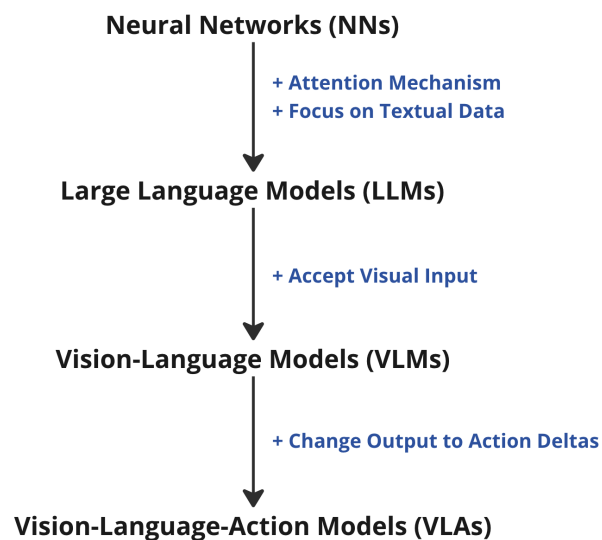 Neural Networks (NNs)
+ Attention Mechanism
+ Focus on Textual Data
Large Language Models (LLMs)
+ Accept Visual Input
Vision-Language Models (VLMs)
+ Change Output to Action Deltas
Vision-Language-Action Models (VLAs)